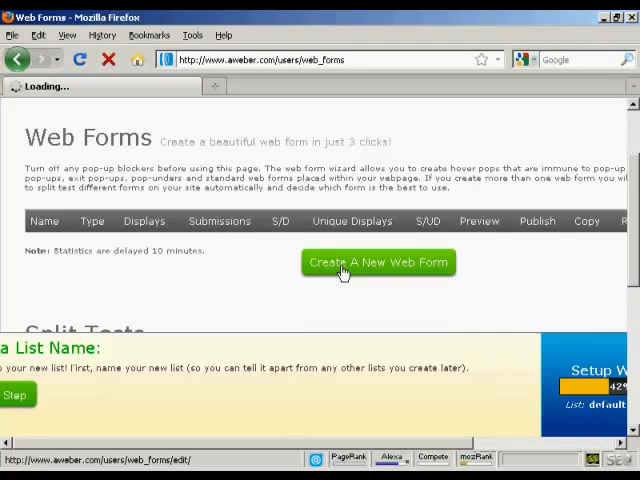 Web Forms - Mozilla Firefox
File Edit View History Bookmarks Tools Help
http://www.aweber.com/users/web_forms
Google
Loading...
Web Forms Create a beautiful web form in just 3 clicks!
Turn off any pop-up blockers before using this page. The web form wizard allows you to create hover pops that are immune to pop-up
pop-ups, exit pop-ups, pop-unders and standard web forms placed within your webpage. If you create more than one web form you wi
to split test different forms on your site automatically and decide which form is the best to use.
Name Type Displays Submissions S/D Unique Displays S/UD Preview Publish Copy R
Note: Statistics are delayed 10 minutes.
Create A New Web Form
Split Tests
a List Name:
o your new list! First, name your new list (so you can tell it apart from any other lists you create later).
Step
Setup W
42%
List: default
http://www.aweber.com/users/web_forms/edit/
PageRank Alexa Compete mozRank